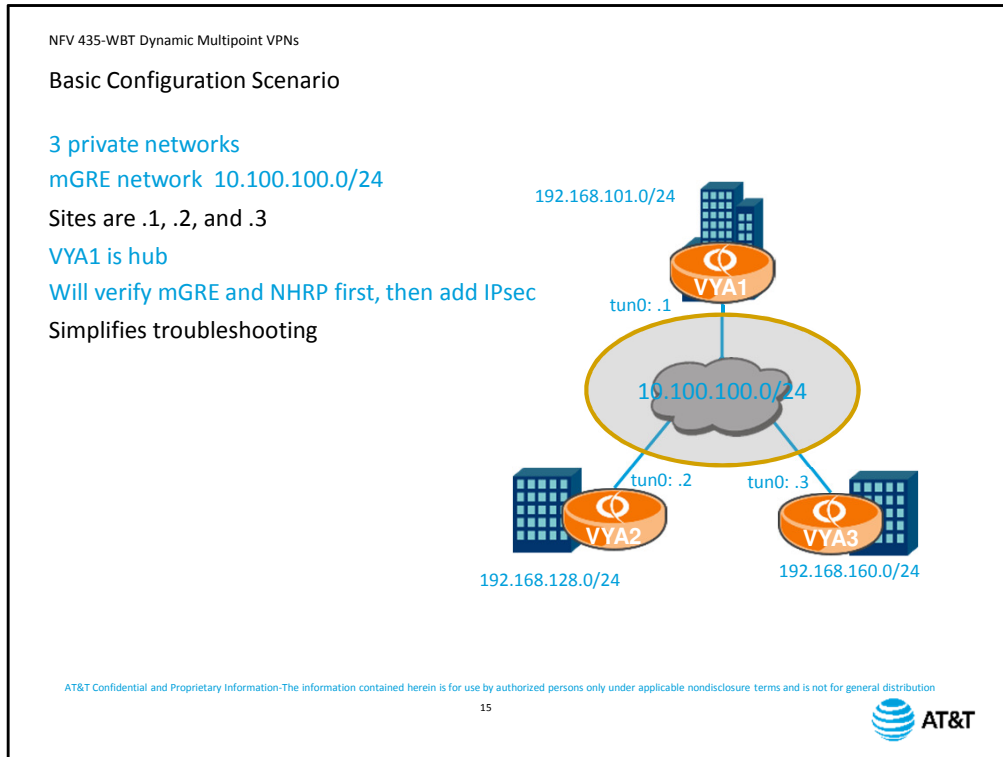 NFV 435-WBT Dynamic Multipoint VPNs
Basic Configuration Scenario
3 private networks
mGRE network 10.100.100.0/24
Sites are .1, .2, and .3
VYA1 is hub
Will verify mGRE and NHRP first, then add IPsec
Simplifies troubleshooting
192.168.101.0/24
VYA1
tun0: .1
10.100.100.0/24
tun0: .2
tun0: .3
VYA2
VYA3
192.168.128.0/24
192.168.160.0/24
AT&T Confidential and Proprietary Information-The information contained herein is for use by authorized persons only under applicable nondisclosure terms and is not for general distribution
15
AT&T